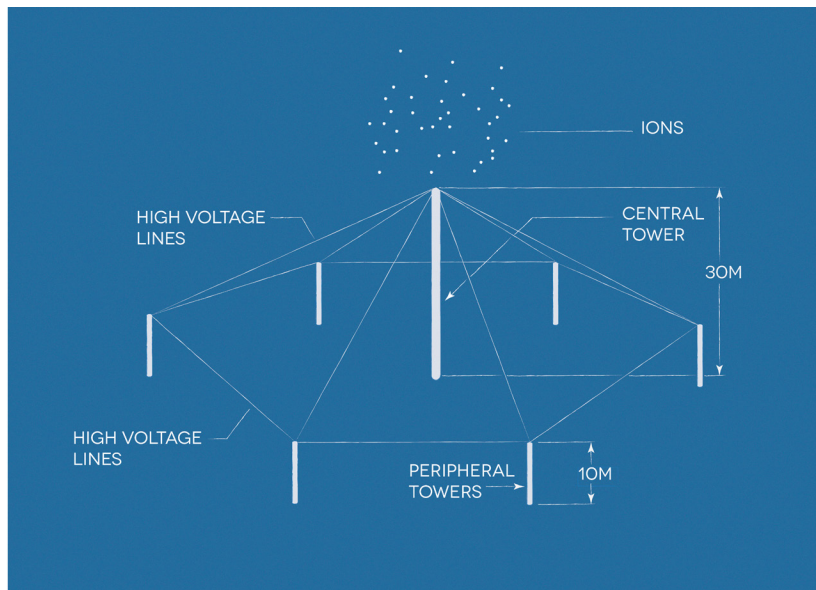 IONS
HIGH VOLTAGE
LINES
CENTRAL
TOWER
30M
HIGH VOLTAGE
LINES
PERIPHERAL
TOWERS
10M